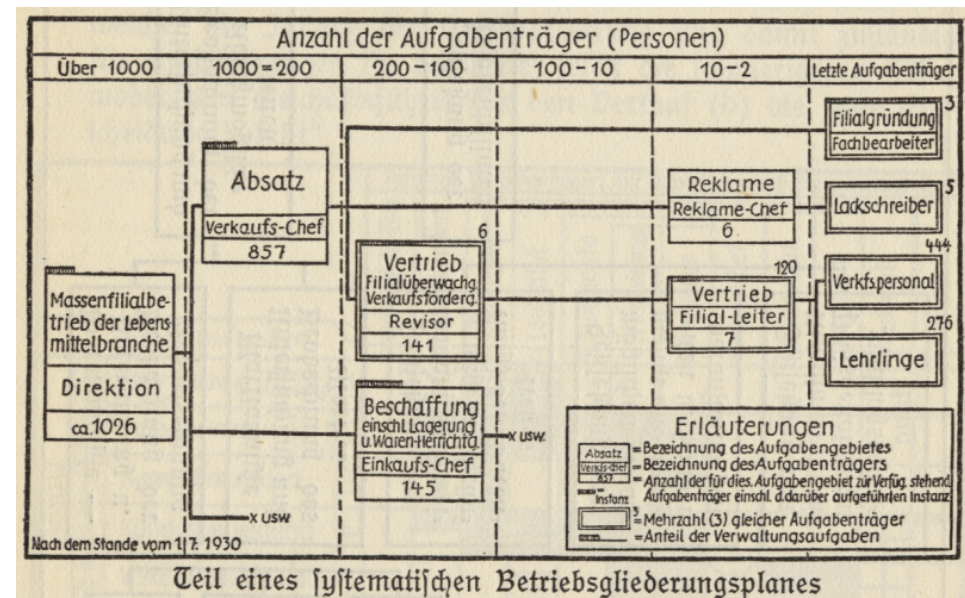 Anzahl der Aufgabenträger (Personen)
Über 1000
1000=200
200-100
100-10
10-2
Letzte Aufgabenträger
3
Filialgründung
Fachbearbeiter
Absatz
Verkaufs-Chef
857
Reklame
Reklame-Chef
6
5
Lackschreiber
6
Vertrieb
Filialüberwachg
Verkaufsförderg.
Revisor
141
120
Vertrieb
Filial-Leiter
7
444
Verkfspersonal
276
Lehrlinge
Massenfilialbe-
trieb der Lebens
mittelbranche
Direktion
ca. 1026
Beschaffung
einschl. Lagerung
u. Waren-Herrichtg.
Einkaufs-Chef
145
x usw.
x usw
Erläuterungen
Absatz = Bezeichnung des Aufgabengebietes
Verkfs-Chef = Bezeichnung des Aufgabenträgers
857 = Anzahl der für dies. Aufgabengebiet zur Verfüg. stehend.
= Instanz Aufgabenträger einschl. d. darüber aufgeführten Instanz
3 = Mehrzahl (3) gleicher Aufgabenträger
= Anteil der Verwaltungsaufgaben
Nach dem Stande vom 1/7. 1930
Teil eines systematischen Betriebsgliederungsplanes